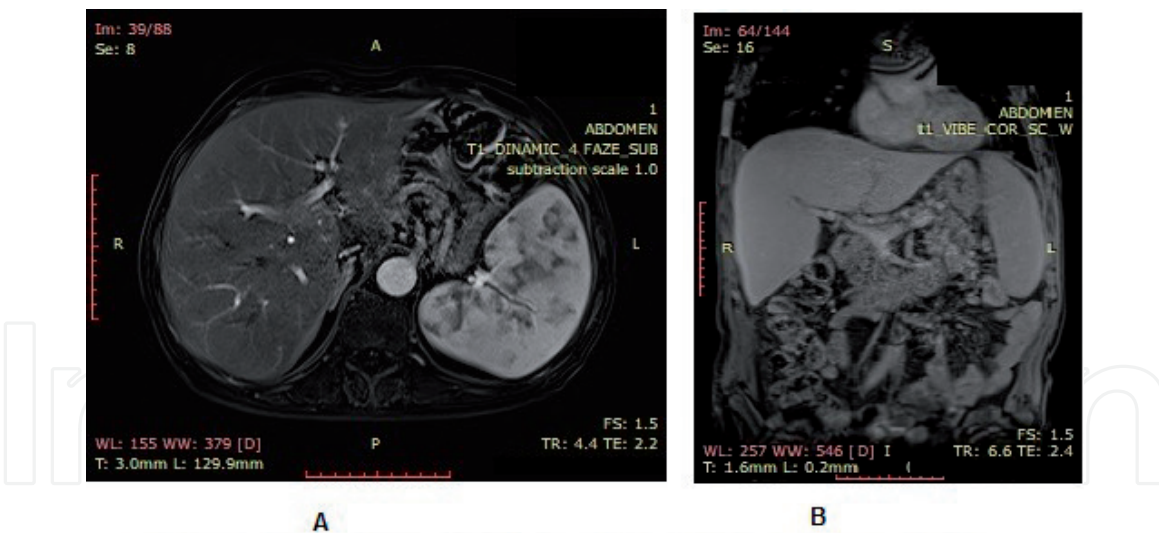 Im: 39/88
Se: 8
A
1
ABDOMEN
T1_DINAMIC_4 FAZE_SUB
subtraction scale 1.0
R
L
WL: 155 WW: 379 [D]
T: 3.0mm L: 129.9mm
P
FS: 1.5
TR: 4.4 TE: 2.2
A
Im: 64/144
Se: 16
S
1
ABDOMEN
t1_VIBE_COR_SC_W
R
L
WL: 257 WW: 546 [D]
T: 1.6mm L: 0.2mm
I
FS: 1.5
TR: 6.6 TE: 2.4
B